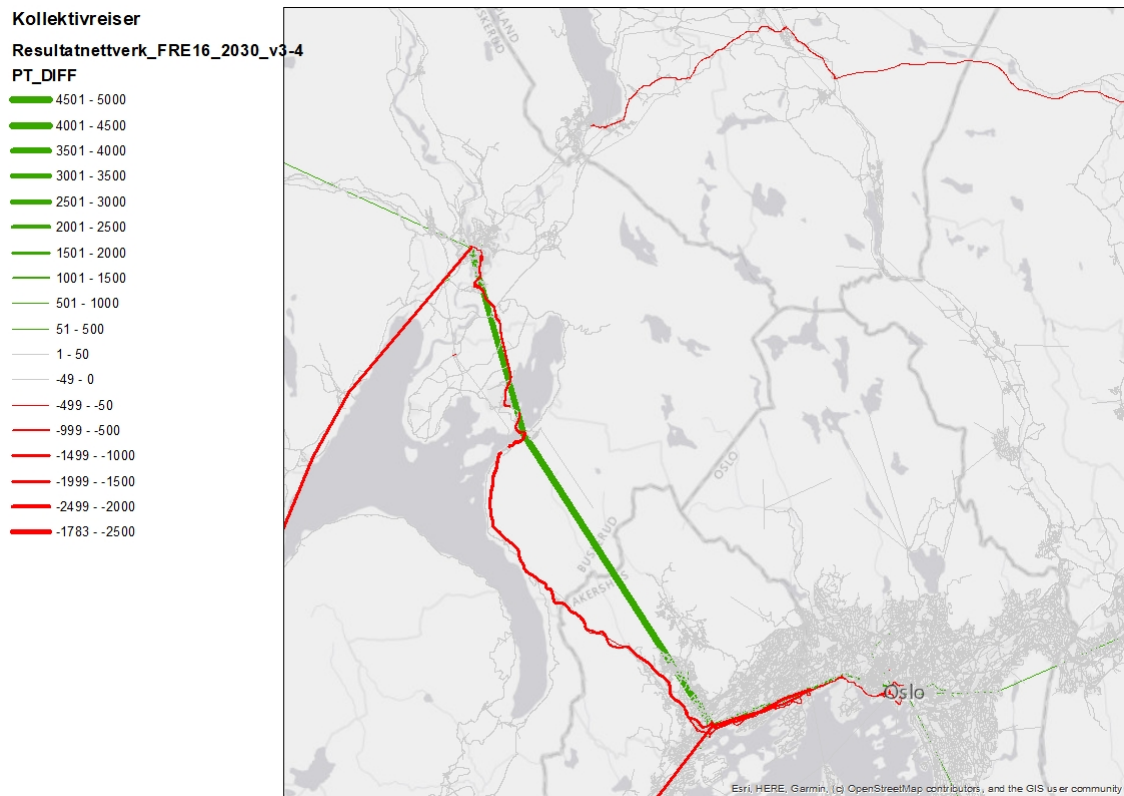 Kollektivreiser
Resultatnettverk_FRE16_2030_v3-4
PT_DIFF
4501 - 5000
4001 - 4500
3501 - 4000
3001 - 3500
2501 - 3000
2001 - 2500
1501 - 2000
1001 - 1500
501 - 1000
51 - 500
1 - 50
-49 - 0
-499 - -50
-999 - -500
-1499 - -1000
-1999 - -1500
-2499 - -2000
-1783 - -2500
OSLO
BUSKERUD
AKERSHUS
Oslo
Esri, HERE, Garmin, (c) OpenStreetMap contributors, and the GIS user community